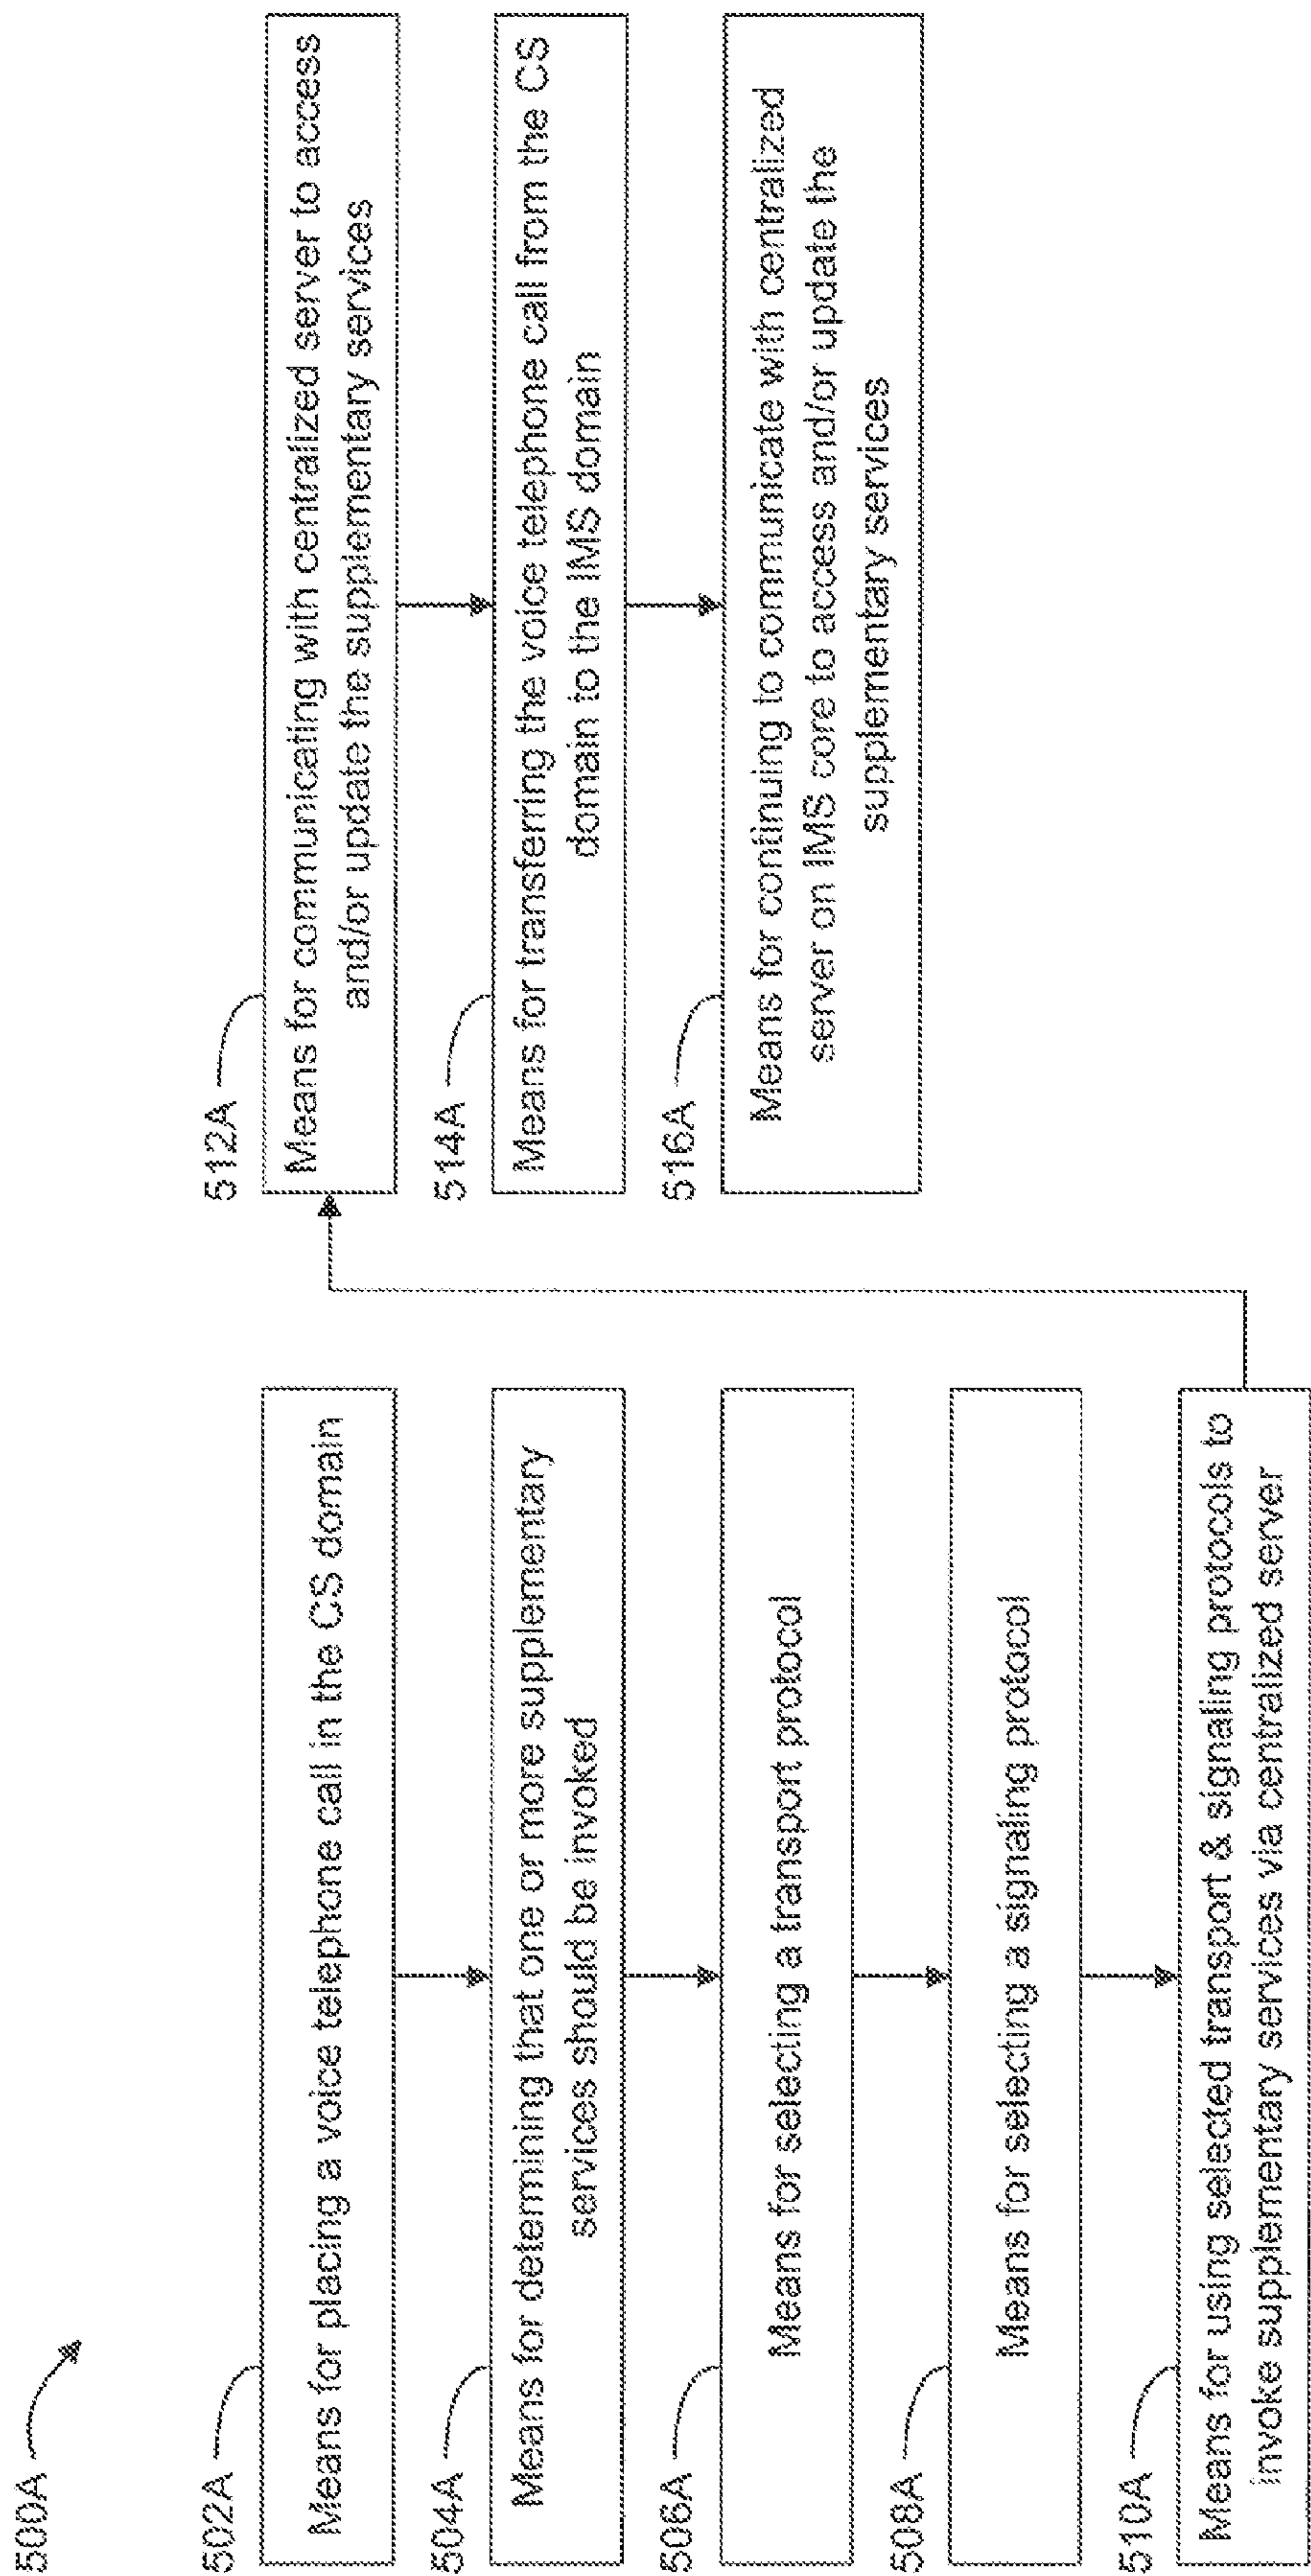 500A
502A
Means for placing a voice telephone call in the CS domain
504A
Means for determining that one or more supplementary
services should be invoked
506A
Means for selecting a transport protocol
508A
Means for selecting a signaling protocol
510A
Means for using selected transport & signaling protocols to
invoke supplementary services via centralized server
512A
Means for communicating with centralized server to access
and/or update the supplementary services
514A
Means for transferring the voice telephone call from the CS
domain to the IMS domain
516A
Means for continuing to communicate with centralized
server on IMS core to access and/or update the
supplementary services